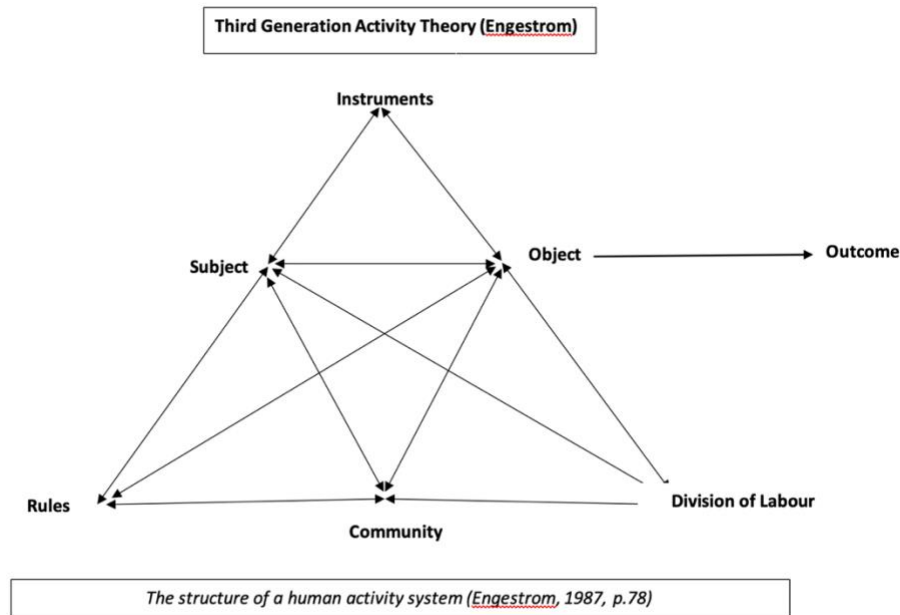 Third Generation Activity Theory (Engestrom)
Instruments
Subject
Object
Outcome
Rules
Community
Division of Labour
The structure of a human activity system (Engestrom, 1987, p.78)